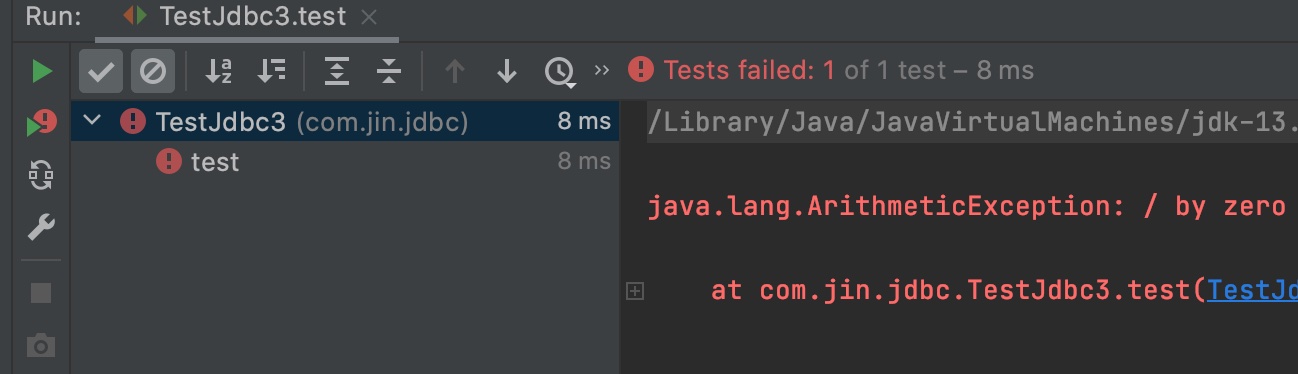 Run: TestJdbc3.test
Tests failed: 1 of 1 test – 8 ms
TestJdbc3 (com.jin.jdbc) 8 ms
test 8 ms
/Library/Java/JavaVirtualMachines/jdk-13.
java.lang.ArithmeticException: / by zero
at com.jin.jdbc.TestJdbc3.test(TestJd